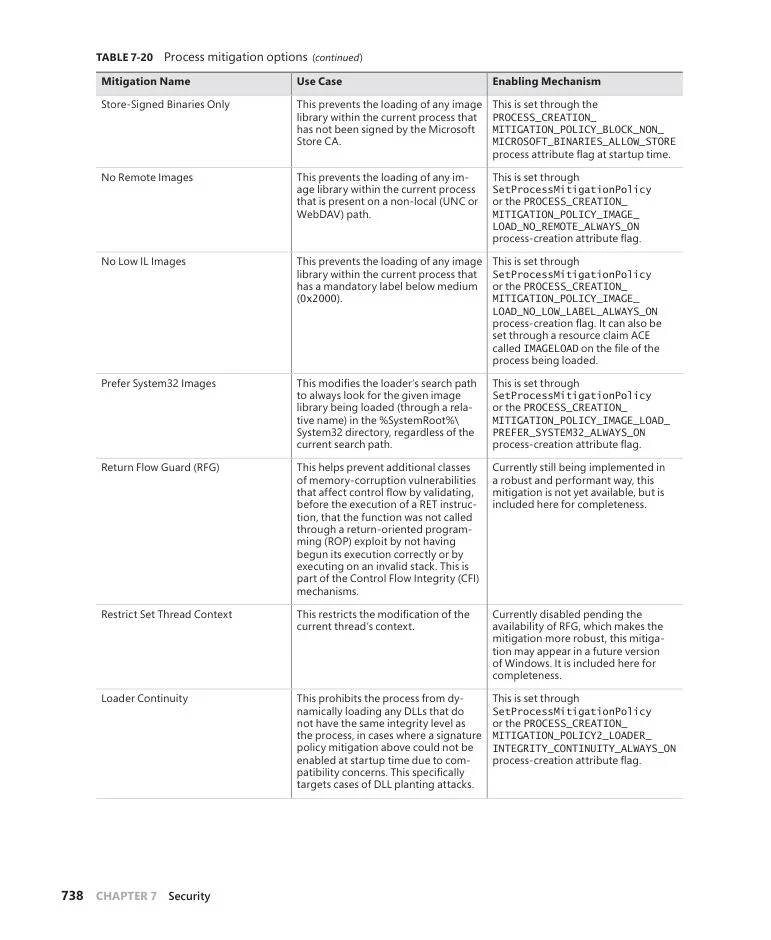 TABLE 7-20 Process mitigation options (continued)
Mitigation Name
Use Case
Enabling Mechanism
Store-Signed Binaries Only
This prevents the loading of any image
library within the current process that
has not been signed by the Microsoft
Store CA.
This is set through the
PROCESS_CREATION_
MITIGATION_POLICY_BLOCK_NON_
MICROSOFT_BINARIES_ALLOW_STORE
process attribute flag at startup time.
No Remote Images
This prevents the loading of any im-
age library within the current process
that is present on a non-local (UNC or
WebDAV) path.
This is set through
SetProcessMitigationPolicy
or the PROCESS_CREATION_
MITIGATION_POLICY_IMAGE_
LOAD_NO_REMOTE_ALWAYS_ON
process-creation attribute flag.
No Low IL Images
This prevents the loading of any image
library within the current process that
has a mandatory label below medium
(0x2000).
This is set through
SetProcessMitigationPolicy
or the PROCESS_CREATION_
MITIGATION_POLICY_IMAGE_
LOAD_NO_LOW_LABEL_ALWAYS_ON
process-creation flag. It can also be
set through a resource claim ACE
called IMAGELOAD on the file of the
process being loaded.
Prefer System32 Images
This modifies the loader's search path
to always look for the given image
library being loaded (through a rela-
tive name) in the %SystemRoot%\
System32 directory, regardless of the
current search path.
This is set through
SetProcessMitigationPolicy
or the PROCESS_CREATION_
MITIGATION_POLICY_IMAGE_LOAD_
PREFER_SYSTEM32_ALWAYS_ON
process-creation attribute flag.
Return Flow Guard (RFG)
This helps prevent additional classes
of memory-corruption vulnerabilities
that affect control flow by validating,
before the execution of a RET instruc-
tion, that the function was not called
through a return-oriented program-
ming (ROP) exploit by not having
begun its execution correctly or by
executing on an invalid stack. This is
part of the Control Flow Integrity (CFI)
mechanisms.
Currently still being implemented in
a robust and performant way, this
mitigation is not yet available, but is
included here for completeness.
Restrict Set Thread Context
This restricts the modification of the
current thread's context.
Currently disabled pending the
availability of RFG, which makes the
mitigation more robust, this mitiga-
tion may appear in a future version
of Windows. It is included here for
completeness.
Loader Continuity
This prohibits the process from dy-
namically loading any DLLs that do
not have the same integrity level as
the process, in cases where a signature
policy mitigation above could not be
enabled at startup time due to com-
patibility concerns. This specifically
targets cases of DLL planting attacks.
This is set through
SetProcessMitigationPolicy
or the PROCESS_CREATION_
MITIGATION_POLICY2_LOADER_
INTEGRITY_CONTINUITY_ALWAYS_ON
process-creation attribute flag.
738 CHAPTER 7 Security